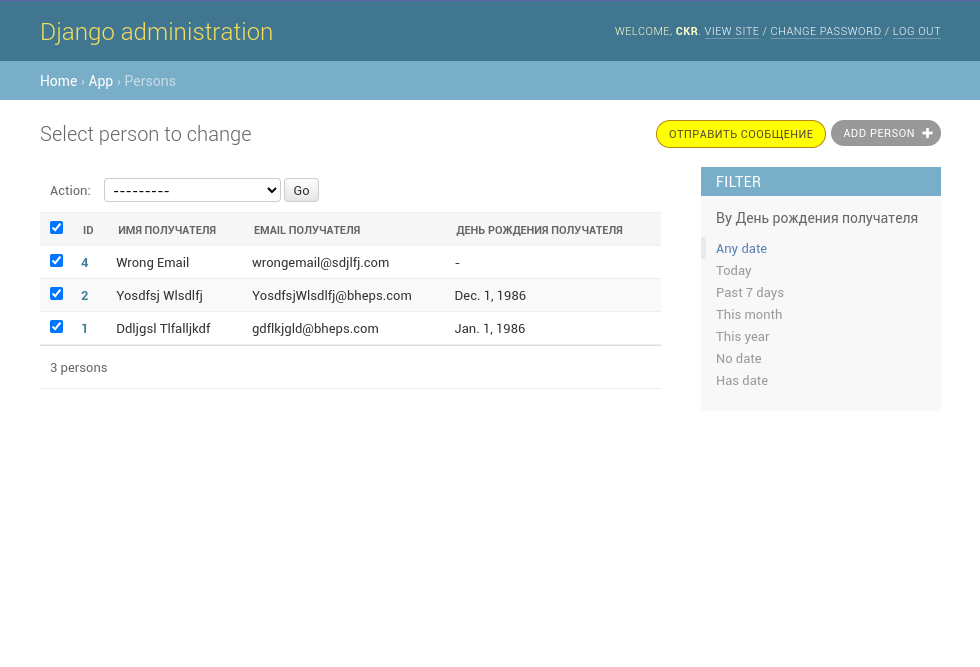 Django administration
WELCOME, CKR. VIEW SITE / CHANGE PASSWORD / LOG OUT
Home › App › Persons
Select person to change
ОТПРАВИТЬ СООБЩЕНИЕ
ADD PERSON
Action: --------- Go
ID ИМЯ ПОЛУЧАТЕЛЯ EMAIL ПОЛУЧАТЕЛЯ ДЕНЬ РОЖДЕНИЯ ПОЛУЧАТЕЛЯ
4 Wrong Email wrongemail@sdjlfj.com -
2 Yosdfsj Wlsdlfj YosdfsjWlsdlfj@bheps.com Dec. 1, 1986
1 Ddljgsl Tlfalljkdf gdflkjgld@bheps.com Jan. 1, 1986
3 persons
FILTER
By День рождения получателя
Any date
Today
Past 7 days
This month
This year
No date
Has date